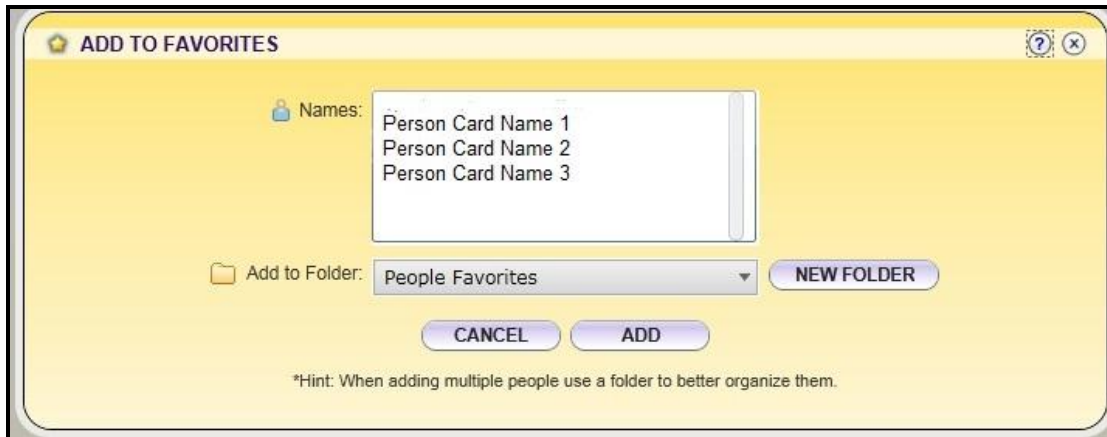 ADD TO FAVORITES ?
Names:
Person Card Name 1
Person Card Name 2
Person Card Name 3
Add to Folder: People Favorites NEW FOLDER
CANCEL ADD
*Hint: When adding multiple people use a folder to better organize them.